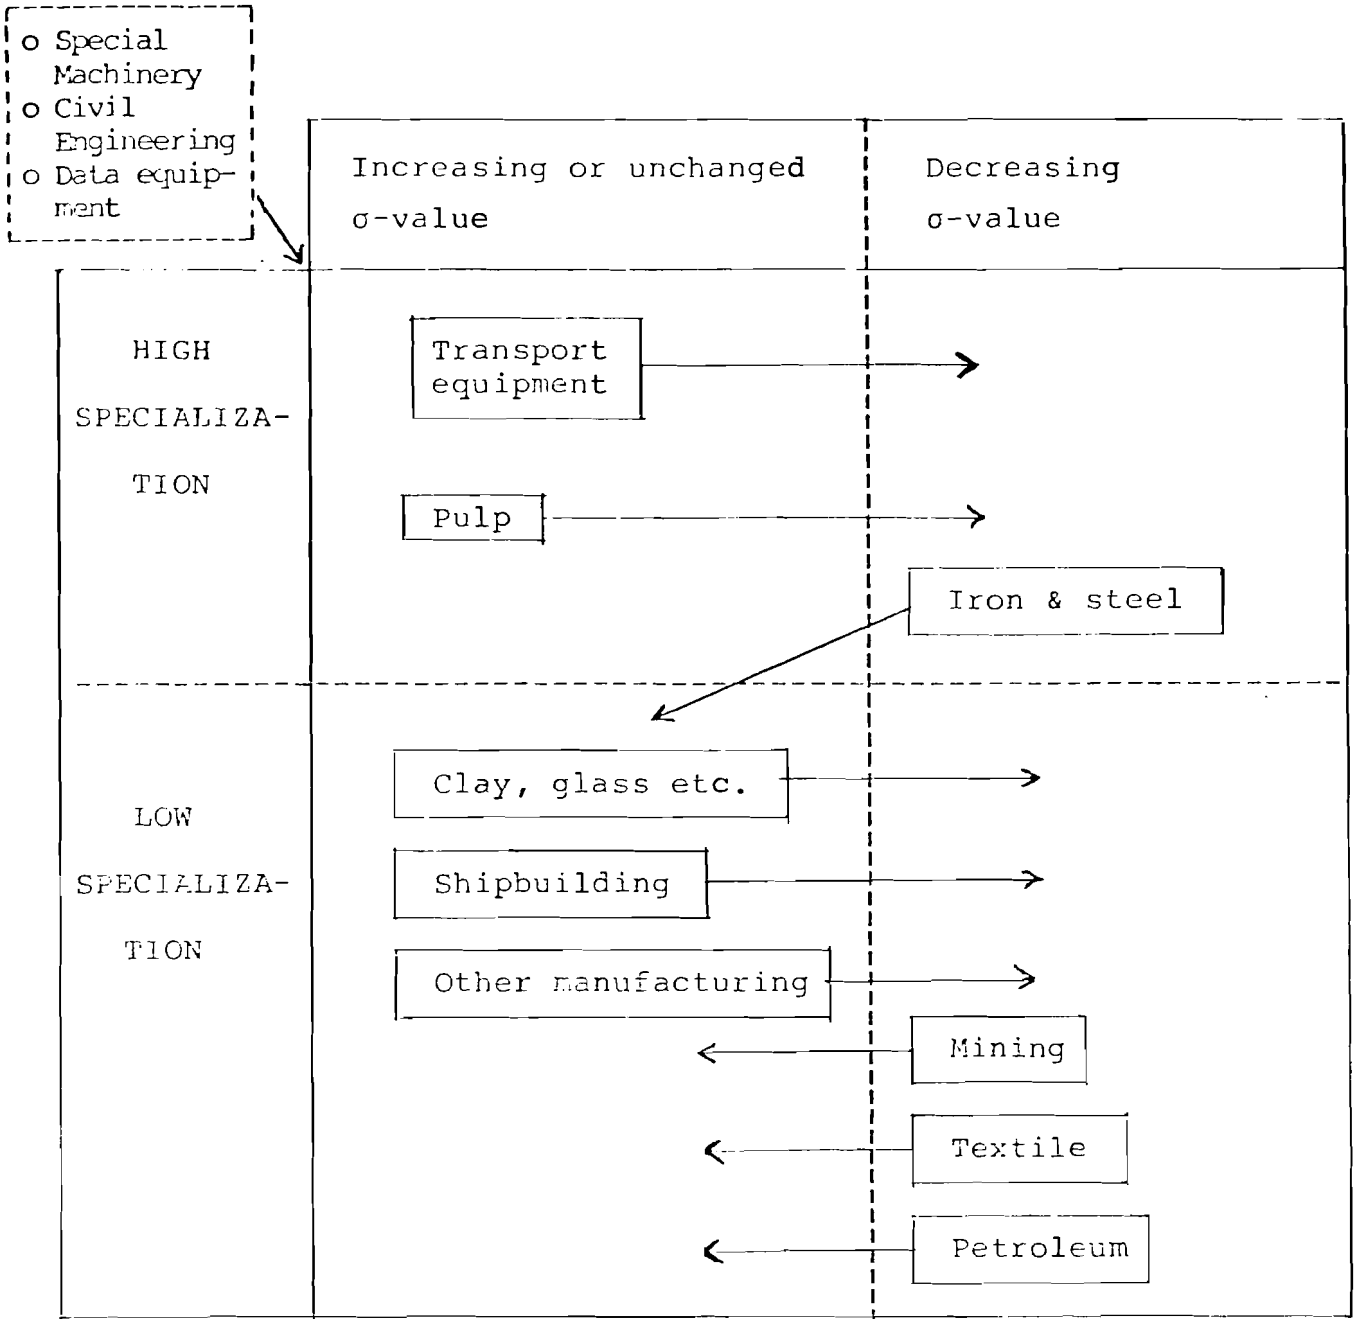 o Special
Machinery
o Civil
Engineering
o Data equip-
ment
Increasing or unchanged
σ-value
Decreasing
σ-value
HIGH
SPECIALIZA-
TION
Transport
equipment
Pulp
Iron & steel
LOW
SPECIALIZA-
TION
Clay, glass etc.
Shipbuilding
Other manufacturing
Mining
Textile
Petroleum